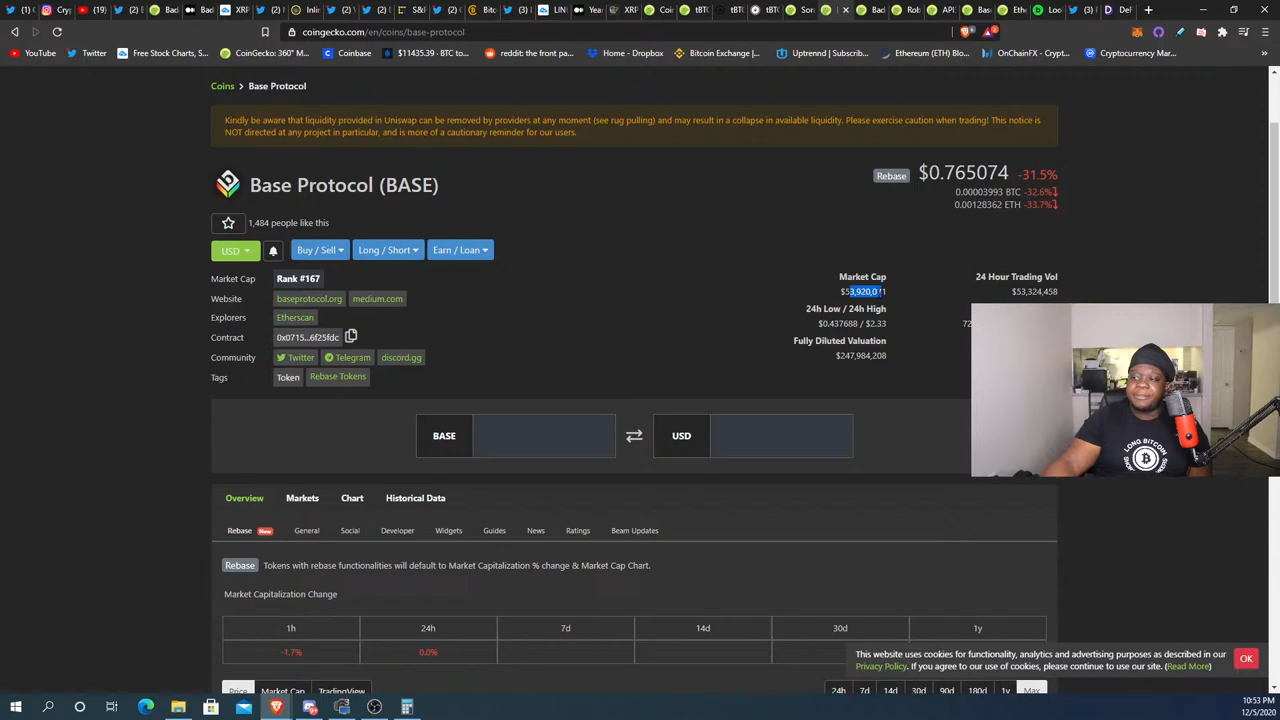 coingecko.com/en/coins/base-protocol
YouTube Twitter Free Stock Charts, S... CoinGecko: 360° M... Coinbase $11435.39 - BTC to... reddit: the front pa... Home - Dropbox Bitcoin Exchange |... Uptrennd | Subscrib... Ethereum (ETH) Blo... OnChainFX - Crypt... Cryptocurrency Mar...
Coins Base Protocol
Kindly be aware that liquidity provided in Uniswap can be removed by providers at any moment (see rug pulling) and may result in a collapse in available liquidity. Please exercise caution when trading! This notice is
NOT directed at any project in particular, and is more of a cautionary reminder for our users.
Base Protocol (BASE)
Rebase $0.765074 -31.5%
0.00003993 BTC -32.6%
0.00128362 ETH -33.7%
1,484 people like this
USD Buy / Sell Long / Short Earn / Loan
Market Cap Rank #167
Website baseprotocol.org medium.com
Explorers Etherscan
Contract 0x0715...6f25fdc
Community Twitter Telegram discord.gg
Tags Token Rebase Tokens
Market Cap
24 Hour Trading Vol
$53,324,458
24h Low / 24h High
$0.437688 / $2.33
Fully Diluted Valuation
$247,984,208
BASE USD
LONG BITCOIN
Overview Markets Chart Historical Data
Rebase New General Social Developer Widgets Guides News Ratings Beam Updates
Rebase Tokens with rebase functionalities will default to Market Capitalization % change & Market Cap Chart.
Market Capitalization Change
1h 24h 7d 14d 30d 1y
-1.7% 0.0%
This website uses cookies for functionality, analytics and advertising purposes as described in our
Privacy Policy. If you agree to our use of cookies, please continue to use our site. (Read More) OK
Price Market Cap TradingView 24h 7d 14d 30d 90d 180d 1y Max
10:53 PM
12/5/2020